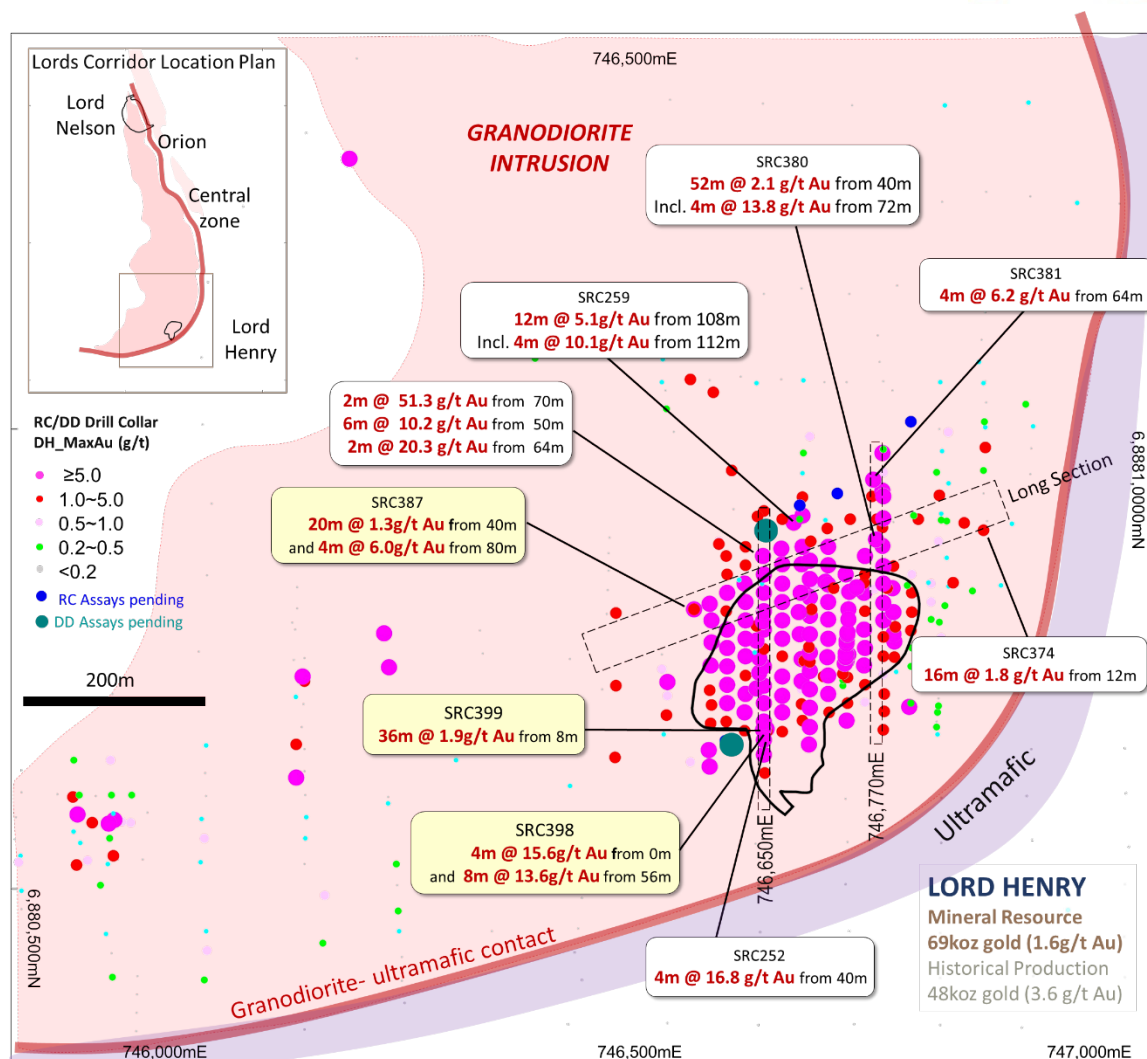 746,500mE
Lords Corridor Location Plan
Lord
Nelson
Orion
Central
zone
Lord
Henry
GRANODIORITE
INTRUSION
SRC380
52m @ 2.1 g/t Au from 40m
Incl. 4m @ 13.8 g/t Au from 72m
SRC381
4m @ 6.2 g/t Au from 64m
SRC259
12m @ 5.1g/t Au from 108m
Incl. 4m @ 10.1g/t Au from 112m
2m @ 51.3 g/t Au from 70m
6m @ 10.2 g/t Au from 50m
2m @ 20.3 g/t Au from 64m
RC/DD Drill Collar
DH_MaxAu (g/t)
≥5.0
1.0~5.0
0.5~1.0
0.2~0.5
<0.2
RC Assays pending
DD Assays pending
200m
SRC387
20m @ 1.3g/t Au from 40m
and 4m @ 6.0g/t Au from 80m
Long Section
6,8881,0000mN
SRC374
16m @ 1.8 g/t Au from 12m
SRC399
36m @ 1.9g/t Au from 8m
SRC398
4m @ 15.6g/t Au from 0m
and 8m @ 13.6g/t Au from 56m
746,650mE
746,770mE
Ultramafic
SRC252
4m @ 16.8 g/t Au from 40m
6,880,500mN
Granodiorite- ultramafic contact
LORD HENRY
Mineral Resource
69koz gold (1.6g/t Au)
Historical Production
48koz gold (3.6 g/t Au)
746,000mE
746,500mE
747,000mE